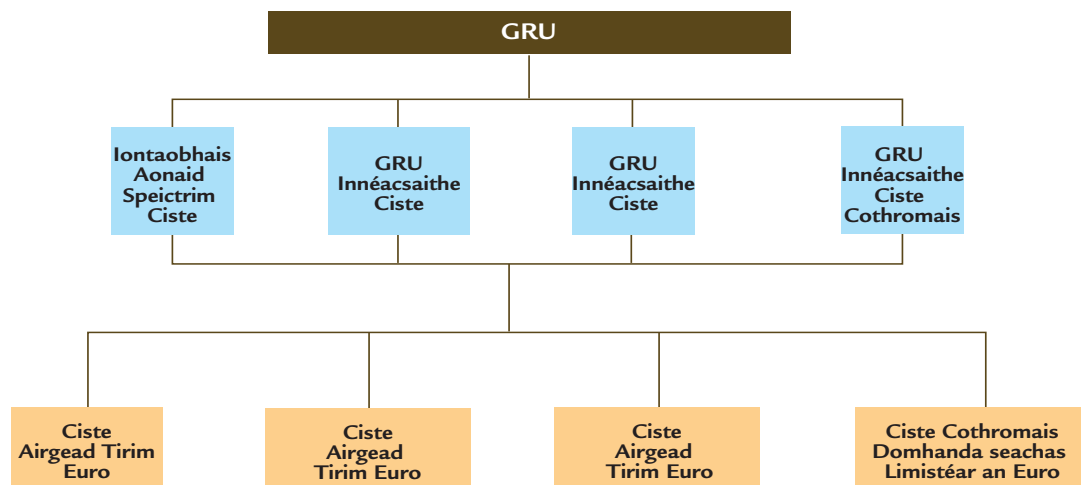 GRU
Iontaobhais
Aonaid
Speictrim
Ciste
GRU
Innéacsaithe
Ciste
GRU
Innéacsaithe
Ciste
GRU
Innéacsaithe
Ciste
Cothromais
Ciste
Airgead Tirim
Euro
Ciste
Airgead
Tirim Euro
Ciste
Airgead
Tirim Euro
Ciste Cothromais
Domhanda seachas
Limistéar an Euro